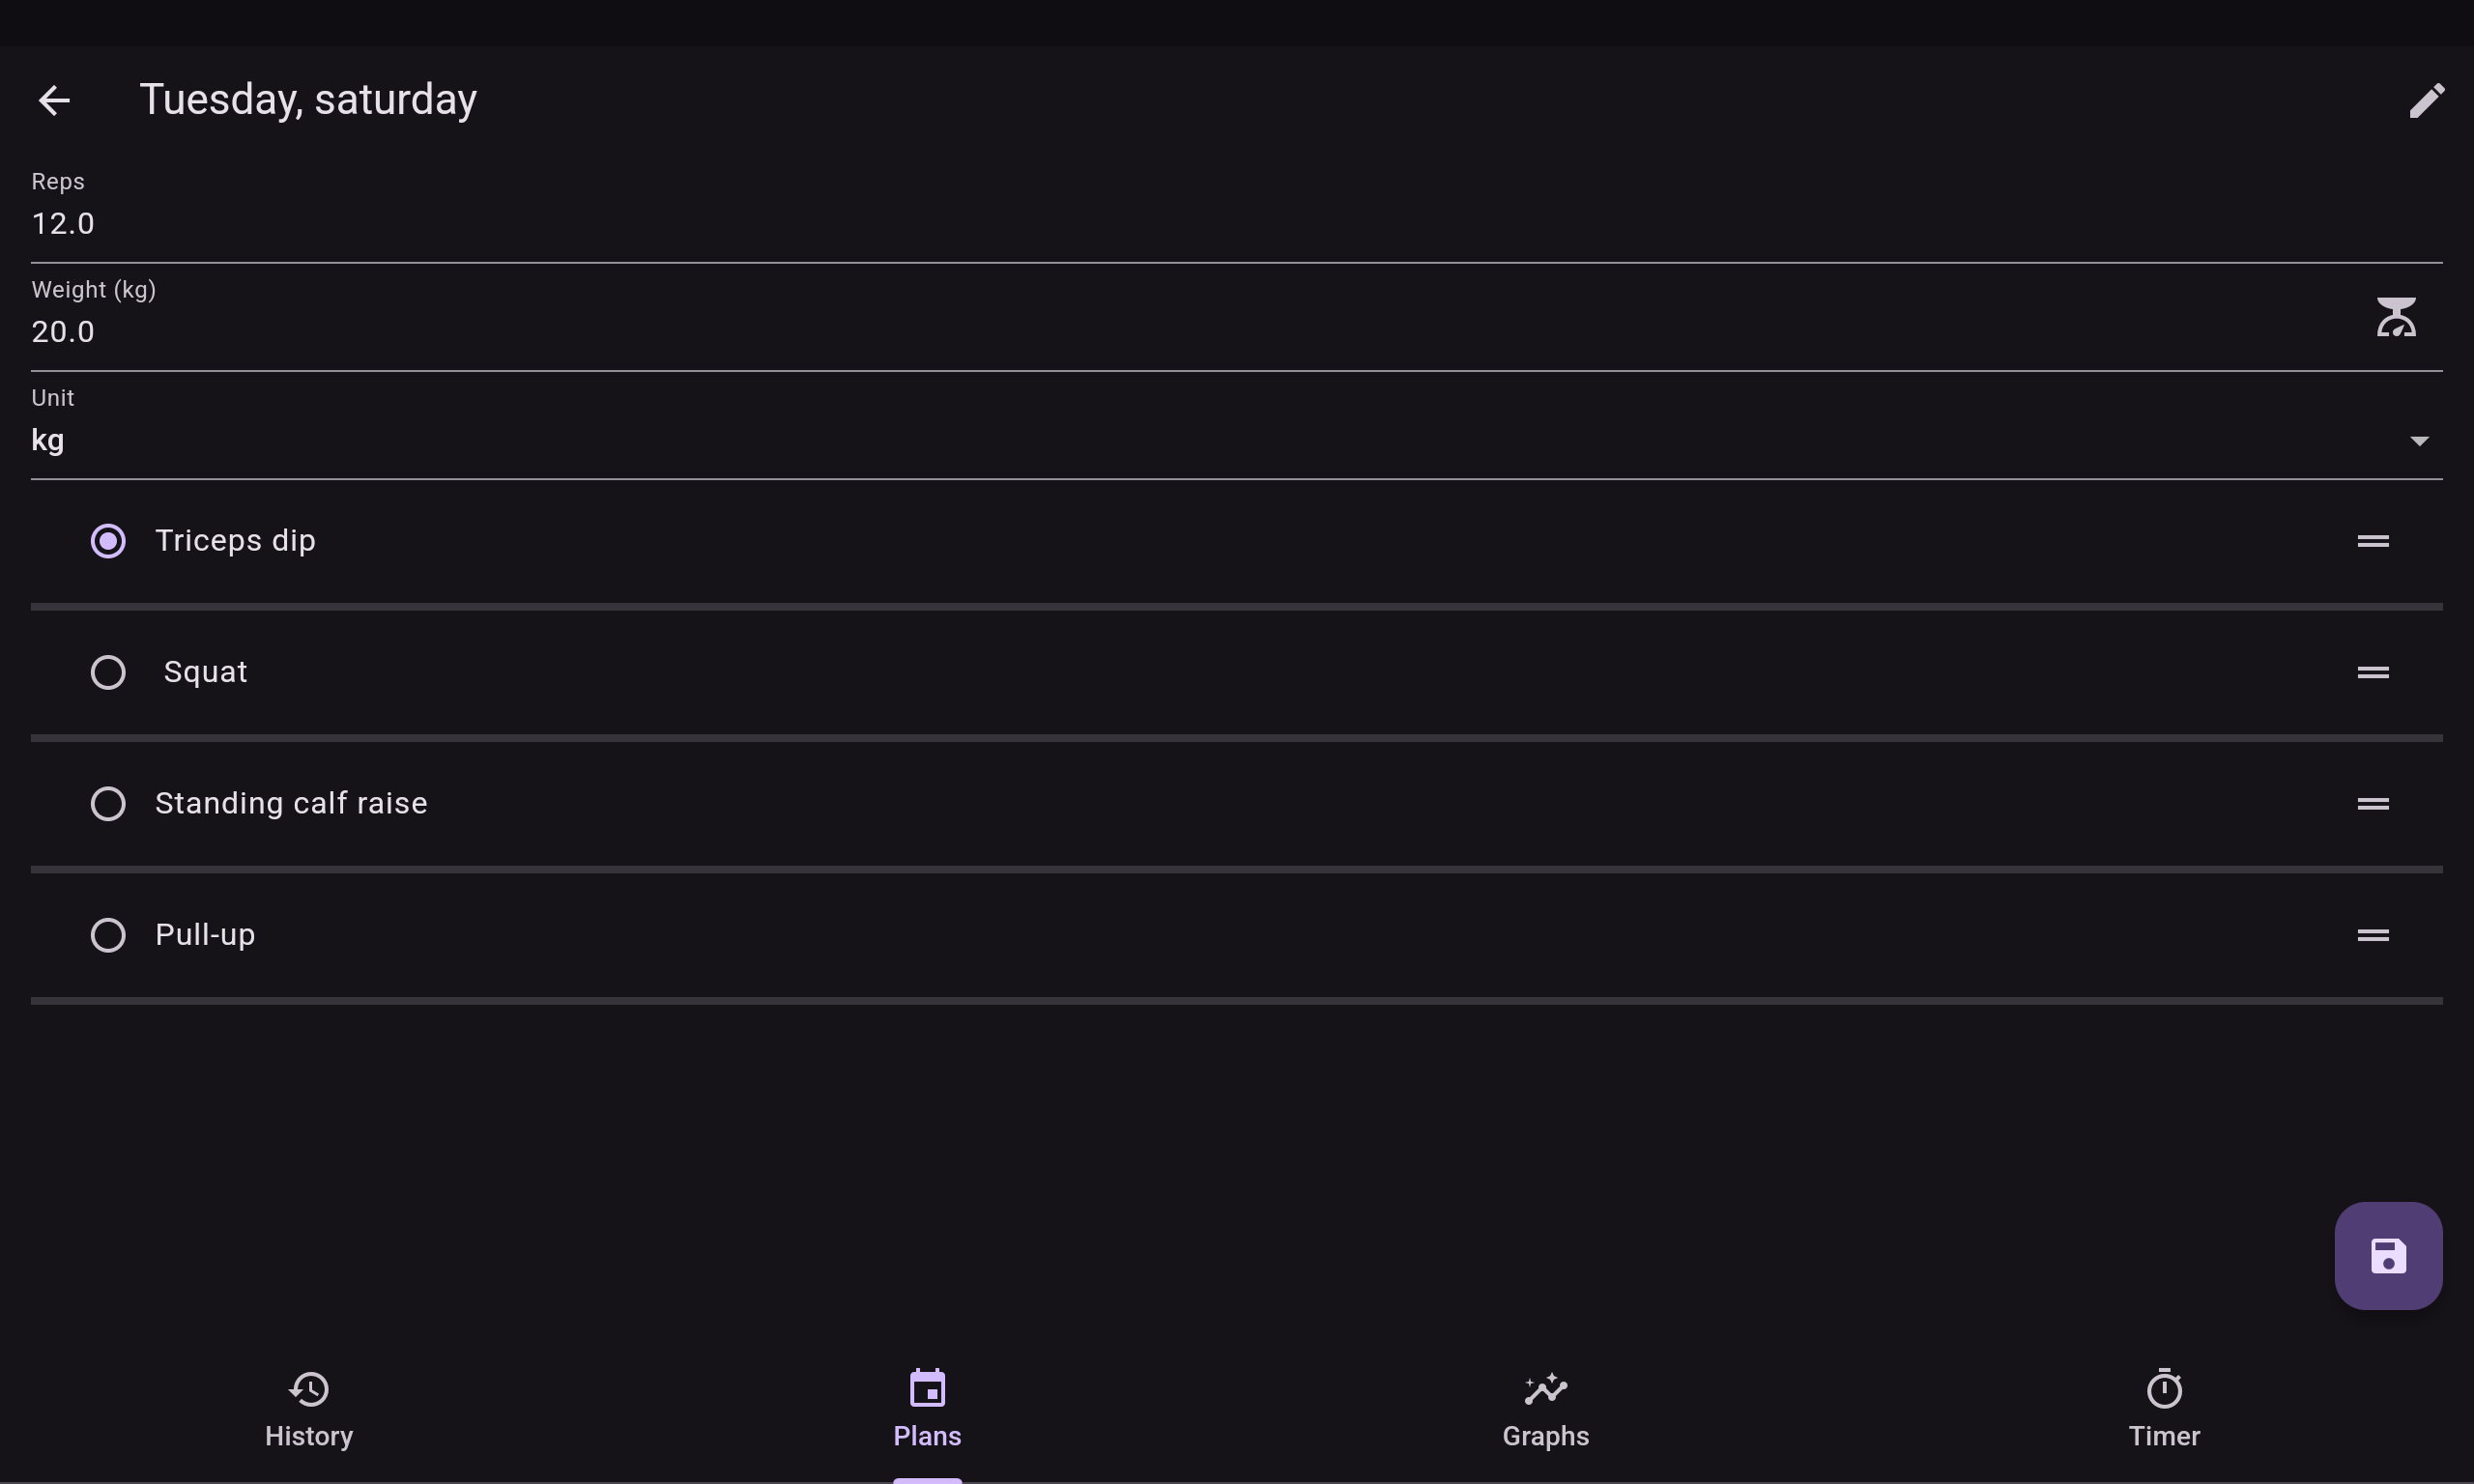 Tuesday, saturday
Reps
12.0
Weight (kg)
20.0
Unit
kg
Triceps dip
Squat
Standing calf raise
Pull-up
History
Plans
Graphs
Timer